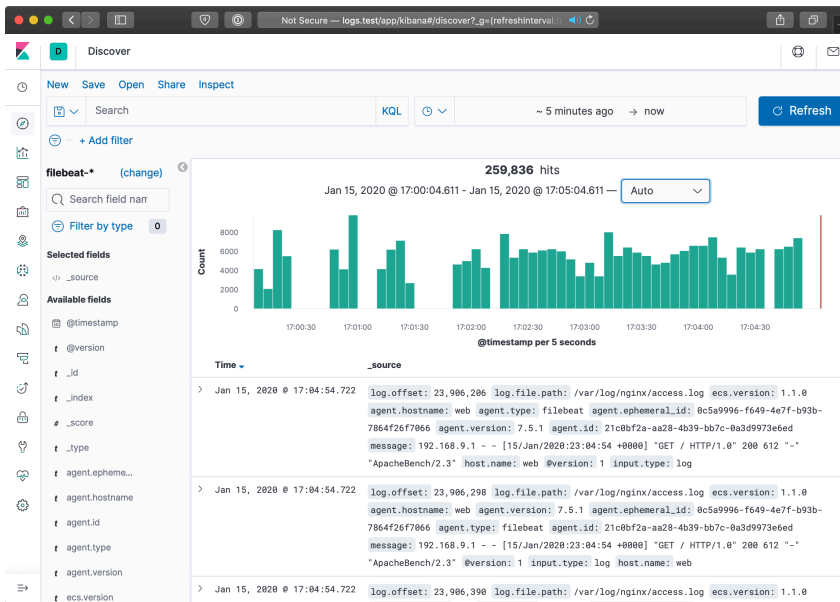 Not Secure — logs.test/app/kibana#/discover?_g=(refreshInterval:(
D Discover
New Save Open Share Inspect
Search KQL ~ 5 minutes ago → now Refresh
+ Add filter
filebeat-* (change)
Search field nam
Filter by type 0
Selected fields
_source
Available fields
@timestamp
t @version
t _id
t _index
# _score
t _type
t agent.epheme...
t agent.hostname
t agent.id
t agent.type
t agent.version
t ecs.version
259,836 hits
Jan 15, 2020 @ 17:00:04.611 - Jan 15, 2020 @ 17:05:04.611 — Auto
Count
8000
6000
4000
2000
0
17:00:30 17:01:00 17:01:30 17:02:00 17:02:30 17:03:00 17:03:30 17:04:00 17:04:30
@timestamp per 5 seconds
Time _source
Jan 15, 2020 @ 17:04:54.722 log.offset: 23,906,206 log.file.path: /var/log/nginx/access.log ecs.version: 1.1.0
agent.hostname: web agent.type: filebeat agent.ephemeral_id: 0c5a9996-f649-4e7f-b93b-
7864f26f7066 agent.version: 7.5.1 agent.id: 21c0bf2a-aa28-4b39-bb7c-0a3d9973e6ed
message: 192.168.9.1 - - [15/Jan/2020:23:04:54 +0000] "GET / HTTP/1.0" 200 612 "-"
"ApacheBench/2.3" host.name: web @version: 1 input.type: log
Jan 15, 2020 @ 17:04:54.722 log.offset: 23,906,298 log.file.path: /var/log/nginx/access.log ecs.version: 1.1.0
agent.hostname: web agent.version: 7.5.1 agent.ephemeral_id: 0c5a9996-f649-4e7f-b93b-
7864f26f7066 agent.type: filebeat agent.id: 21c0bf2a-aa28-4b39-bb7c-0a3d9973e6ed
message: 192.168.9.1 - - [15/Jan/2020:23:04:54 +0000] "GET / HTTP/1.0" 200 612 "-"
"ApacheBench/2.3" @version: 1 input.type: log host.name: web
Jan 15, 2020 @ 17:04:54.722 log.offset: 23,906,390 log.file.path: /var/log/nginx/access.log ecs.version: 1.1.0